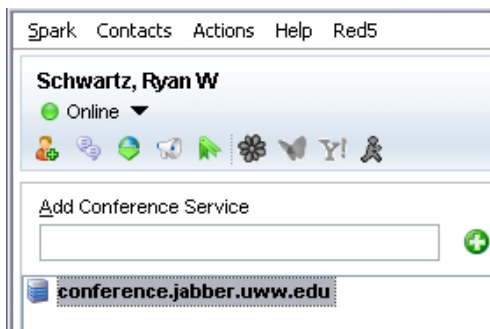 Spark Contacts Actions Help Red5
Schwartz, Ryan W
Online
Y!
Add Conference Service
conference.jabber.uww.edu